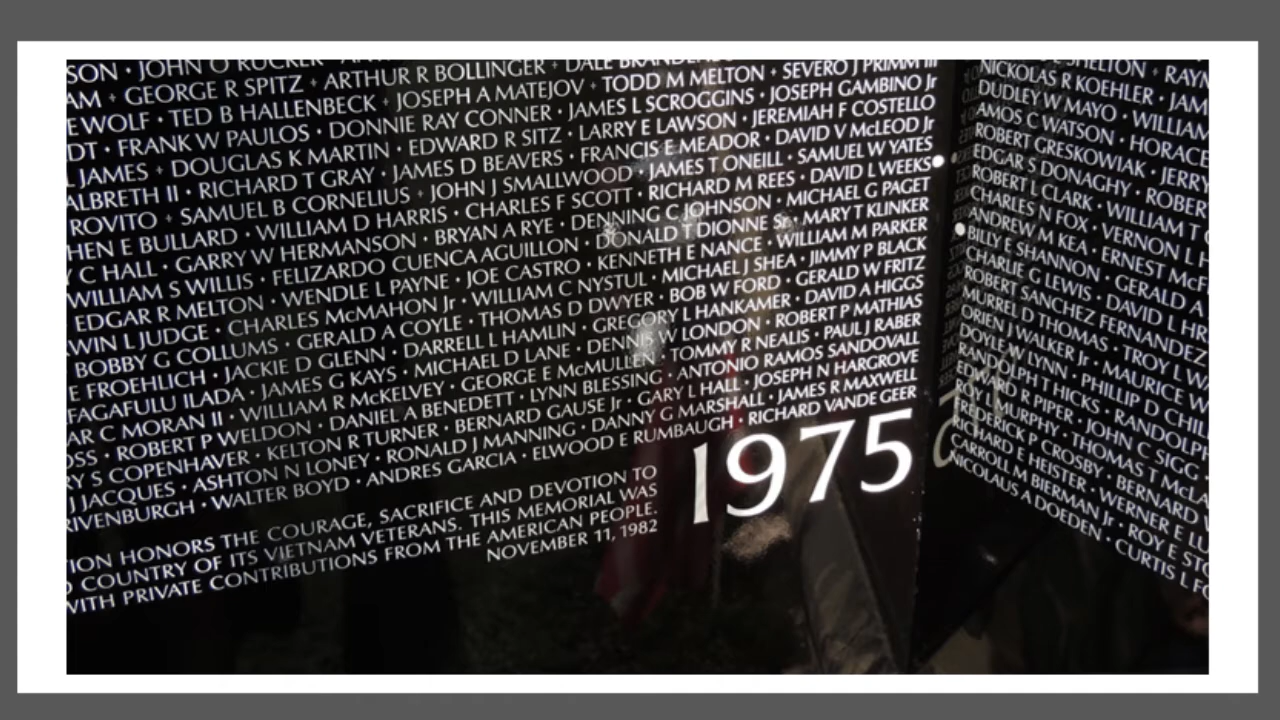 SON · JOHN O RUCKER
AM · GEORGE R SPITZ · ARTHUR R BOLLINGER · DALE
E WOLF · TED B HALLENBECK · JOSEPH A MATEJOV · TODD M MELTON · SEVERO J PRIMM III
DT · FRANK W PAULOS · DONNIE RAY CONNER · JAMES L SCROGGINS · JOSEPH GAMBINO Jr
L JAMES · DOUGLAS K MARTIN · EDWARD R SITZ · LARRY E LAWSON · JEREMIAH F COSTELLO
ALBRETH II · RICHARD T GRAY · JAMES D BEAVERS · FRANCIS E MEADOR · DAVID V McLEOD Jr
ROVITO · SAMUEL B CORNELIUS · JOHN J SMALLWOOD · JAMES T ONEILL · SAMUEL W YATES
HEN E BULLARD · WILLIAM D HARRIS · CHARLES F SCOTT · RICHARD M REES · DAVID L WEEKS
Y C HALL · GARRY W HERMANSON · BRYAN A RYE · DENNING C JOHNSON · MICHAEL G PAGET
WILLIAM S WILLIS · FELIZARDO CUENCA AGUILLON · DONALD T DIONNE Sr · MARY T KLINKER
EDGAR R MELTON · WENDLE L PAYNE · JOE CASTRO · KENNETH E NANCE · WILLIAM M PARKER
WIN L JUDGE · CHARLES McMAHON Jr · WILLIAM C NYSTUL · MICHAEL J SHEA · JIMMY P BLACK
BOBBY G COLLUMS · GERALD A COYLE · THOMAS D DWYER · BOB W FORD · GERALD W FRITZ
E FROEHLICH · JACKIE D GLENN · DARRELL L HAMLIN · GREGORY L HANKAMER · DAVID A HIGGS
FAGAFULU ILADA · JAMES G KAYS · MICHAEL D LANE · DENNIS W LONDON · ROBERT P MATHIAS
AR C MORAN II · WILLIAM R McKELVEY · GEORGE E McMULLEN · TOMMY R NEALIS · PAUL J RABER
OSS · ROBERT P WELDON · DANIEL A BENEDETT · LYNN BLESSING · ANTONIO RAMOS SANDOVALL
RY S COPENHAVER · KELTON R TURNER · BERNARD GAUSE Jr · GARY L HALL · JOSEPH N HARGROVE
J JACQUES · ASHTON N LONEY · RONALD J MANNING · DANNY G MARSHALL · JAMES R MAXWELL
RIVENBURGH · WALTER BOYD · ANDRES GARCIA · ELWOOD E RUMBAUGH · RICHARD VANDE GEER
1975
ION HONORS THE COURAGE, SACRIFICE AND DEVOTION TO
COUNTRY OF ITS VIETNAM VETERANS. THIS MEMORIAL WAS
WITH PRIVATE CONTRIBUTIONS FROM THE AMERICAN PEOPLE.
NOVEMBER 11, 1982
SHELTON · RAYN
NICKOLAS R KOEHLER · JAM
DUDLEY W MAYO · WILLIAM
AMOS C WATSON · HORACE
ROBERT GRESKOWIAK · JERRY
EDGAR S DONAGHY · ROBER
ROBERT L CLARK · WILLIAM T
CHARLES N FOX · VERNON L H
ANDREW M KEA · ERNEST McF
BILLY E SHANNON · GERALD A
CHARLIE G LEWIS · DAVID L HR
ROBERT SANCHEZ FERNANDEZ
MURREL D THOMAS · TROY L WA
ORIEN J WALKER Jr · MAURICE W
DOYLE W LYNN · PHILLIP D CHIL
RANDOLPH T HICKS · RANDOLPH
EDWARD R PIPER · JOHN C SIGG ·
ROY L MURPHY · THOMAS T McLA
FREDERICK P CROSBY · BERNARD
RICHARD E HEISTER · WERNER E LU
CARROLL M BIERMAN Jr · ROY E STO
NICOLAUS A DOEDEN · CURTIS L FO